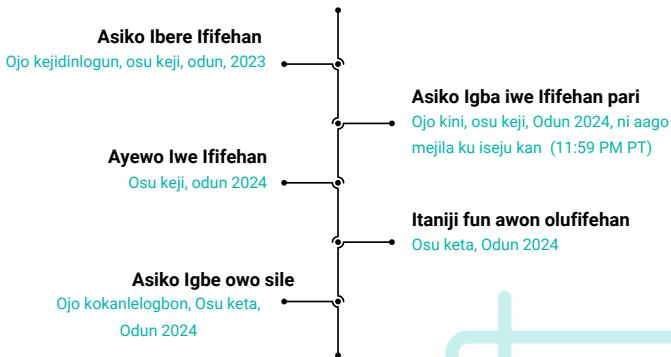 Asiko Ibere Ififehan
Ojo kejidinlogun, osu keji, odun, 2023
Asiko Igba iwe Ififehan pari
Ojo kini, osu keji, Odun 2024, ni aago
mejila ku iseju kan (11:59 PM PT)
Ayewo Iwe Ififehan
Osu keji, odun 2024
Itaniji fun awon olufifehan
Osu keta, Odun 2024
Asiko Igbe owo sile
Ojo kokanlelogbon, Osu keta,
Odun 2024